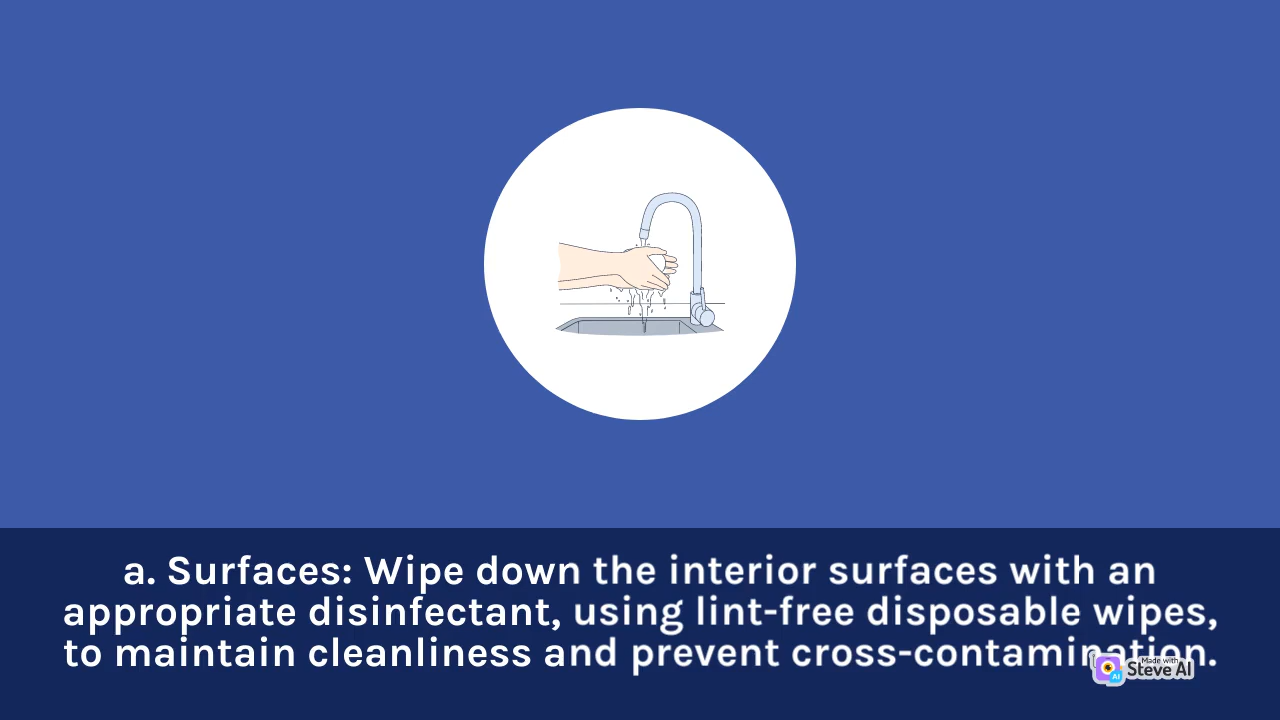 a. Surfaces: Wipe down the interior surfaces with an
appropriate disinfectant, using lint-free disposable wipes,
to maintain cleanliness and prevent cross-contamination.
Made with
Steve AI
AI